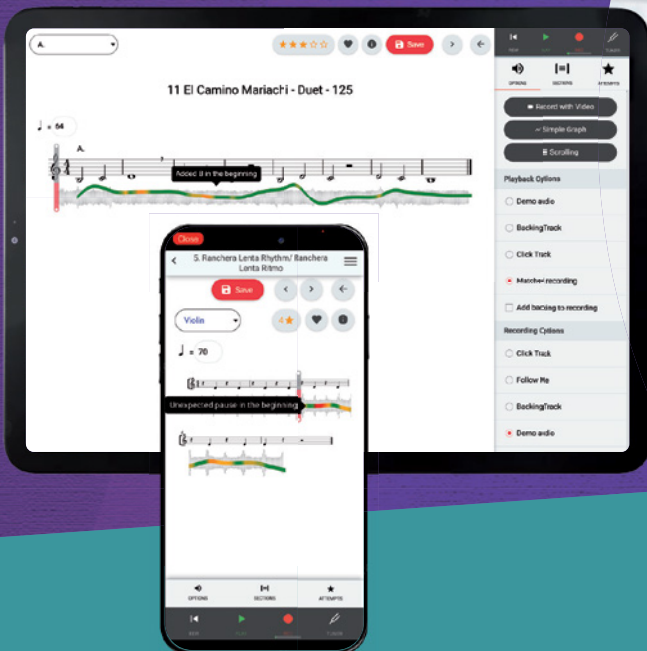 A.
Save
11 El Camino Mariachi - Duet - 125
= 64
A.
Added B in the beginning
TUNER
OPTIONS
SECTIONS
ATTEMPTS
Record with Video
Simple Graph
Scrolling
Playback Options
Demo audio
BackingTrack
Click Track
Matched recording
Add backing to recording
Recording Options
Click Track
Follow Me
BackingTrack
Demo audio
Close
5. Ranchera Lenta Rhythm/ Ranchera
Lenta Ritmo
Save
Violin
4
= 70
Unexpected pause in the beginning
OPTIONS
SECTIONS
ATTEMPTS
TUNER